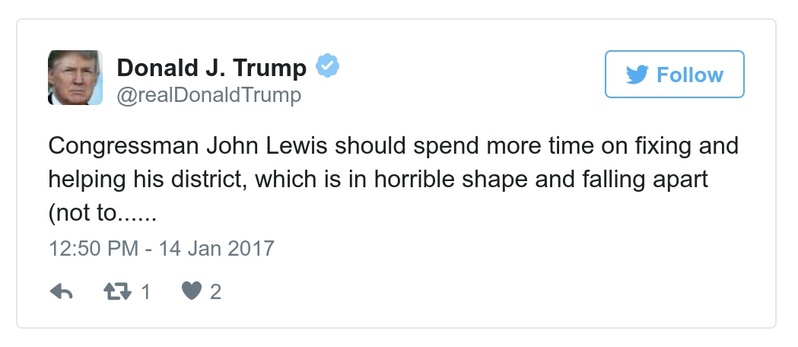 Donald J. Trump
@realDonaldTrump
Follow
Congressman John Lewis should spend more time on fixing and
helping his district, which is in horrible shape and falling apart
(not to......
12:50 PM - 14 Jan 2017
1 2